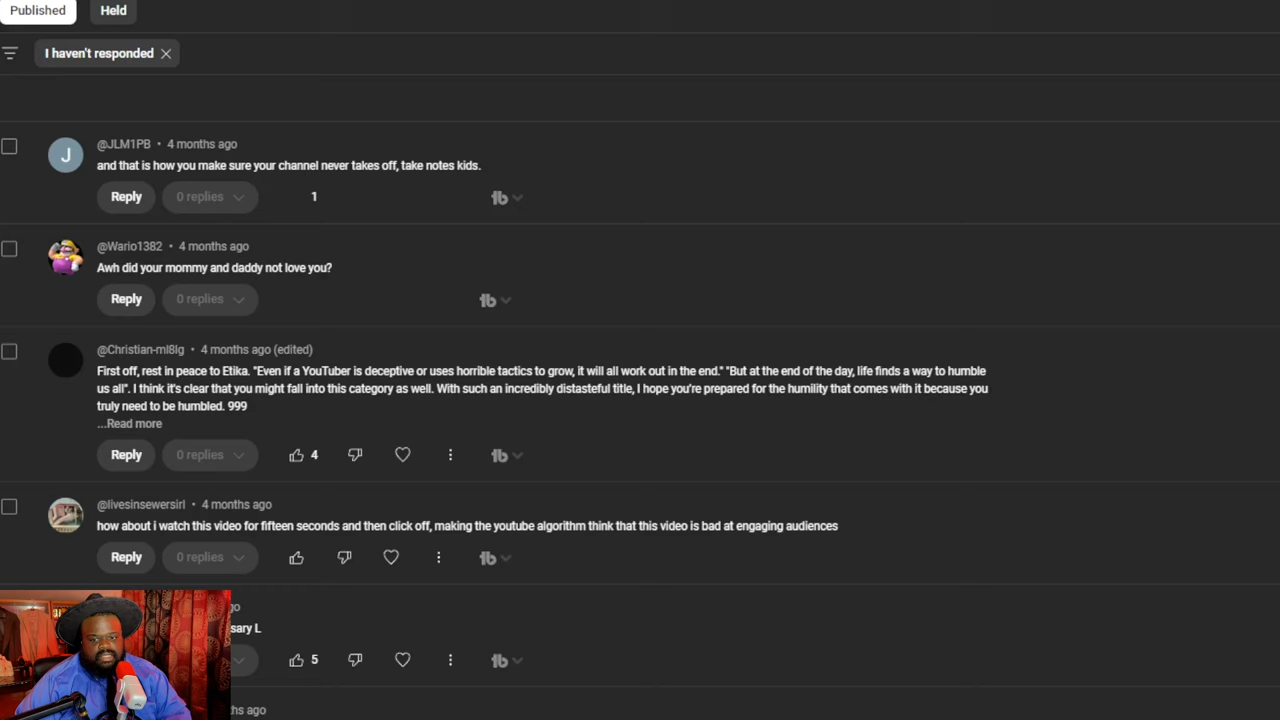 Published Held
I haven't responded
@JLM1PB • 4 months ago
and that is how you make sure your channel never takes off, take notes kids.
Reply 0 replies 1
@Wario1382 • 4 months ago
Awh did your mommy and daddy not love you?
Reply 0 replies
@Christian-ml8lg • 4 months ago (edited)
First off, rest in peace to Etika. "Even if a YouTuber is deceptive or uses horrible tactics to grow, it will all work out in the end." "But at the end of the day, life finds a way to humble
us all". I think it's clear that you might fall into this category as well. With such an incredibly distasteful title, I hope you're prepared for the humility that comes with it because you
truly need to be humbled. 999
...Read more
Reply 0 replies 4
@livesinsewersirl • 4 months ago
how about i watch this video for fifteen seconds and then click off, making the youtube algorithm think that this video is bad at engaging audiences
Reply 0 replies
go
sary L
5
hs ago